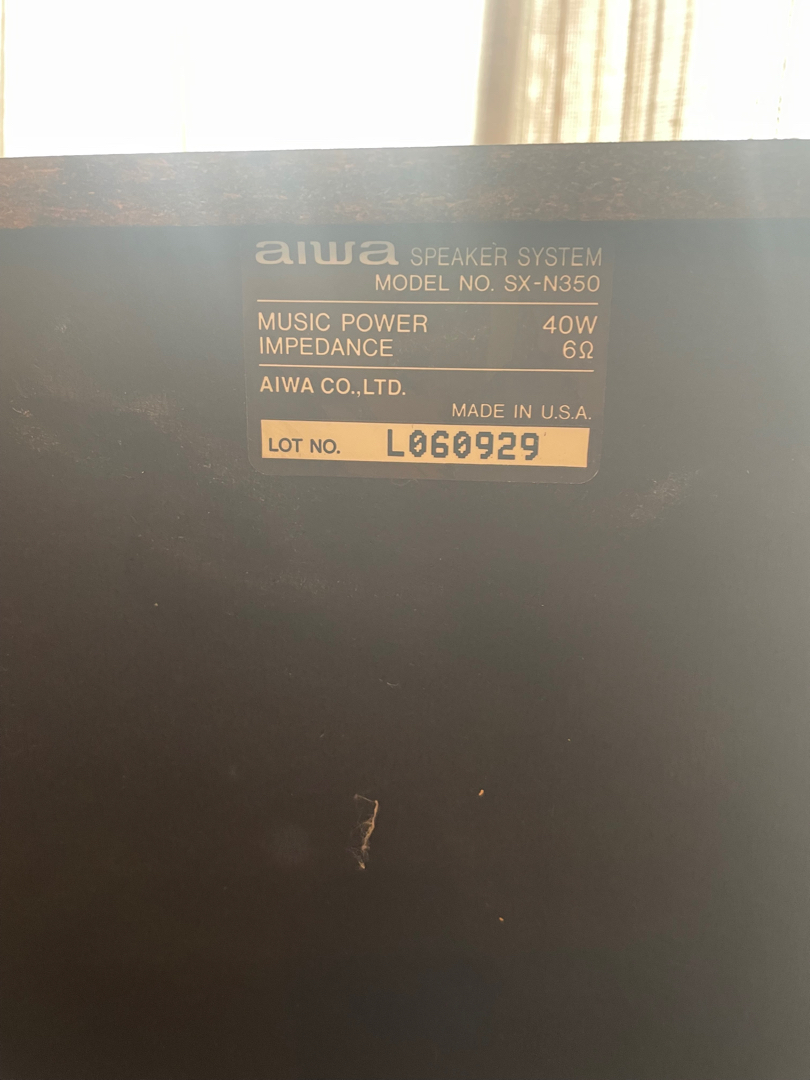 aiwa SPEAKER SYSTEM
MODEL NO. SX-N350
MUSIC POWER 40W
IMPEDANCE 6Ω
AIWA CO.,LTD.
MADE IN U.S.A.
LOT NO. L060929